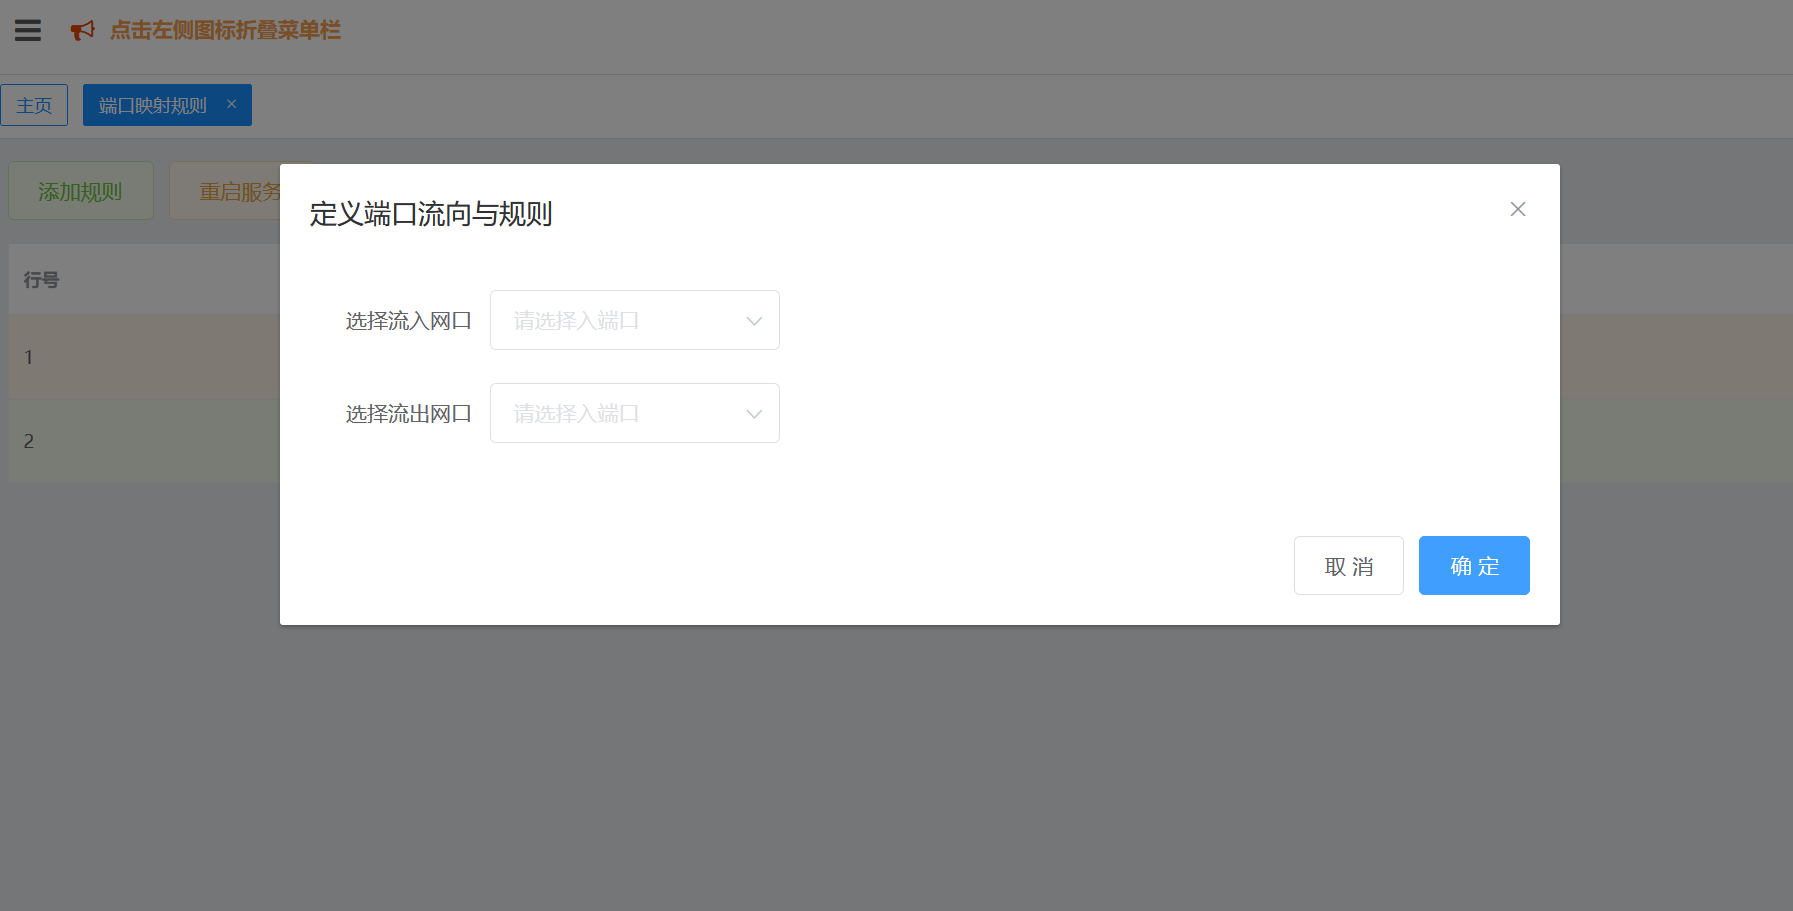 点击左侧图标折叠菜单栏
主页
端口映射规则
添加规则
重启服务
定义端口流向与规则
行号
选择流入网口 请选择入端口
1
选择流出网口 请选择入端口
2
取 消
确 定